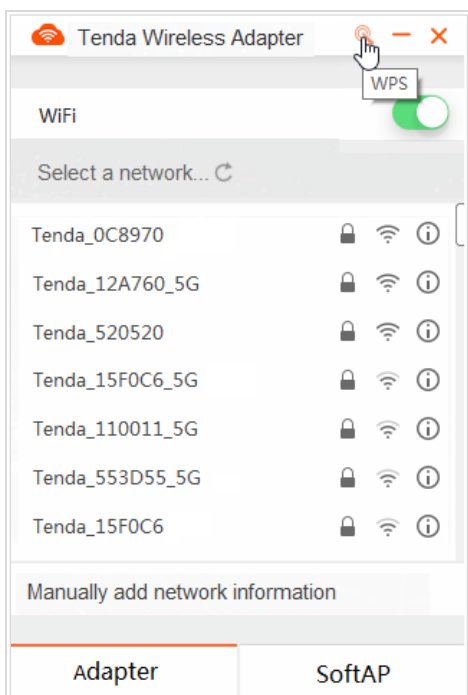 Tenda Wireless Adapter
WPS
WiFi
Select a network...
Tenda_0C8970
Tenda_12A760_5G
Tenda_520520
Tenda_15F0C6_5G
Tenda_110011_5G
Tenda_553D55_5G
Tenda_15F0C6
Manually add network information
Adapter SoftAP